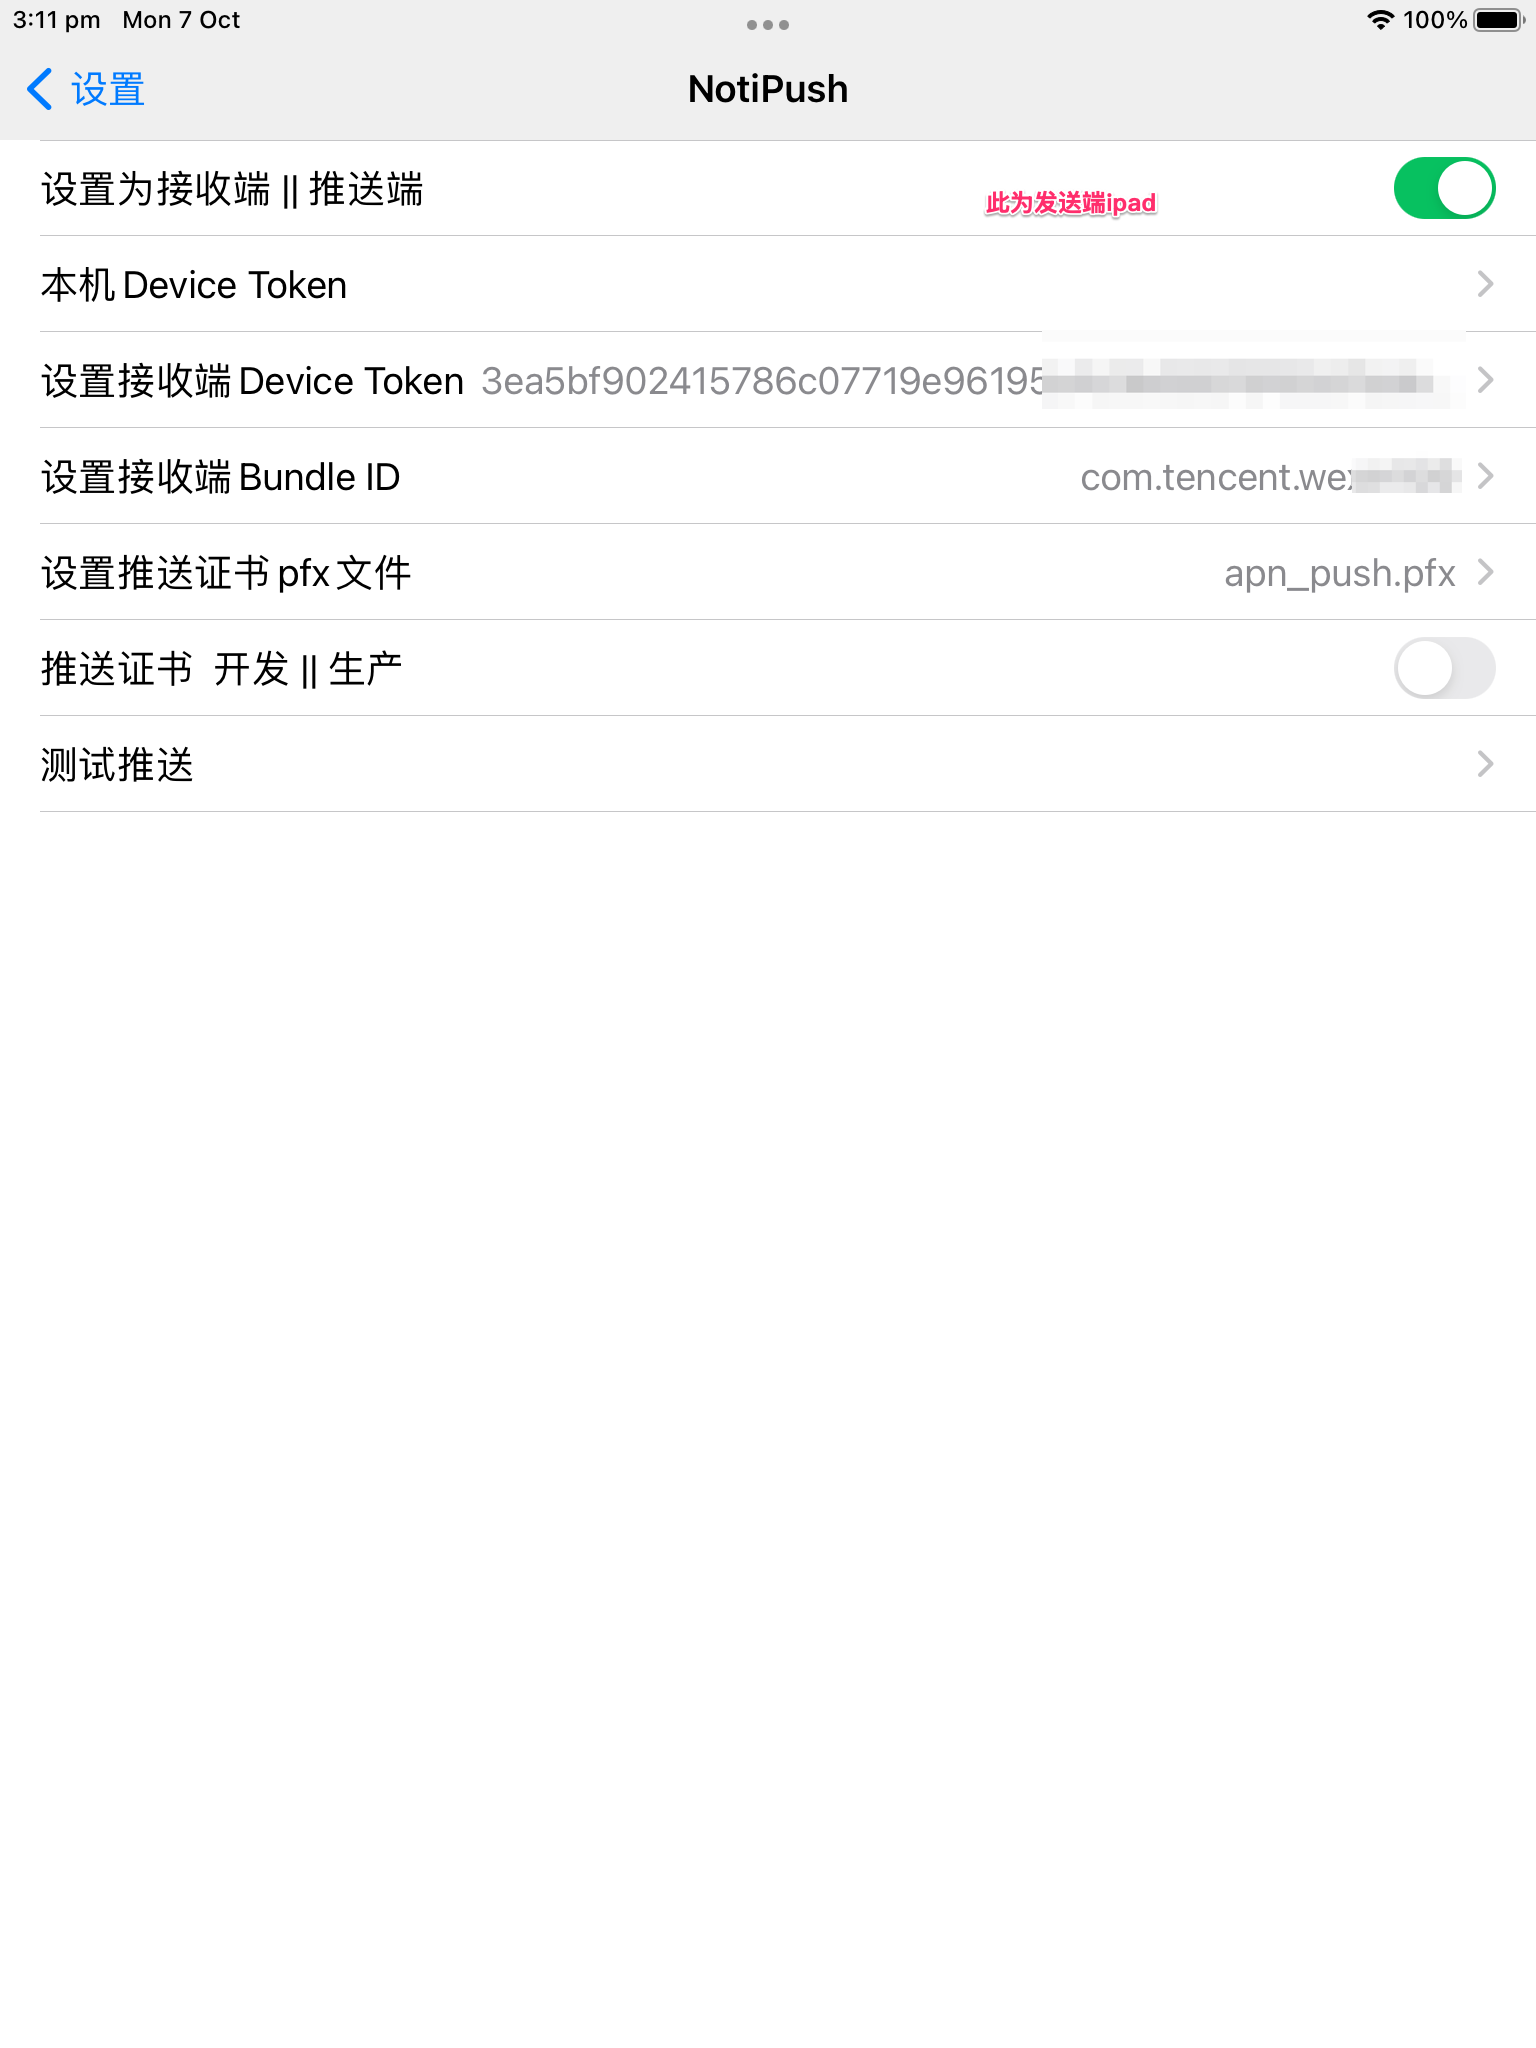 3:11 pm Mon 7 Oct 100%
设置 NotiPush
设置为接收端 || 推送端
此为发送端ipad
本机 Device Token
设置接收端 Device Token 3ea5bf902415786c07719e96195
设置接收端 Bundle ID com.tencent.wex
设置推送证书 pfx 文件 apn_push.pfx
推送证书 开发 || 生产
测试推送